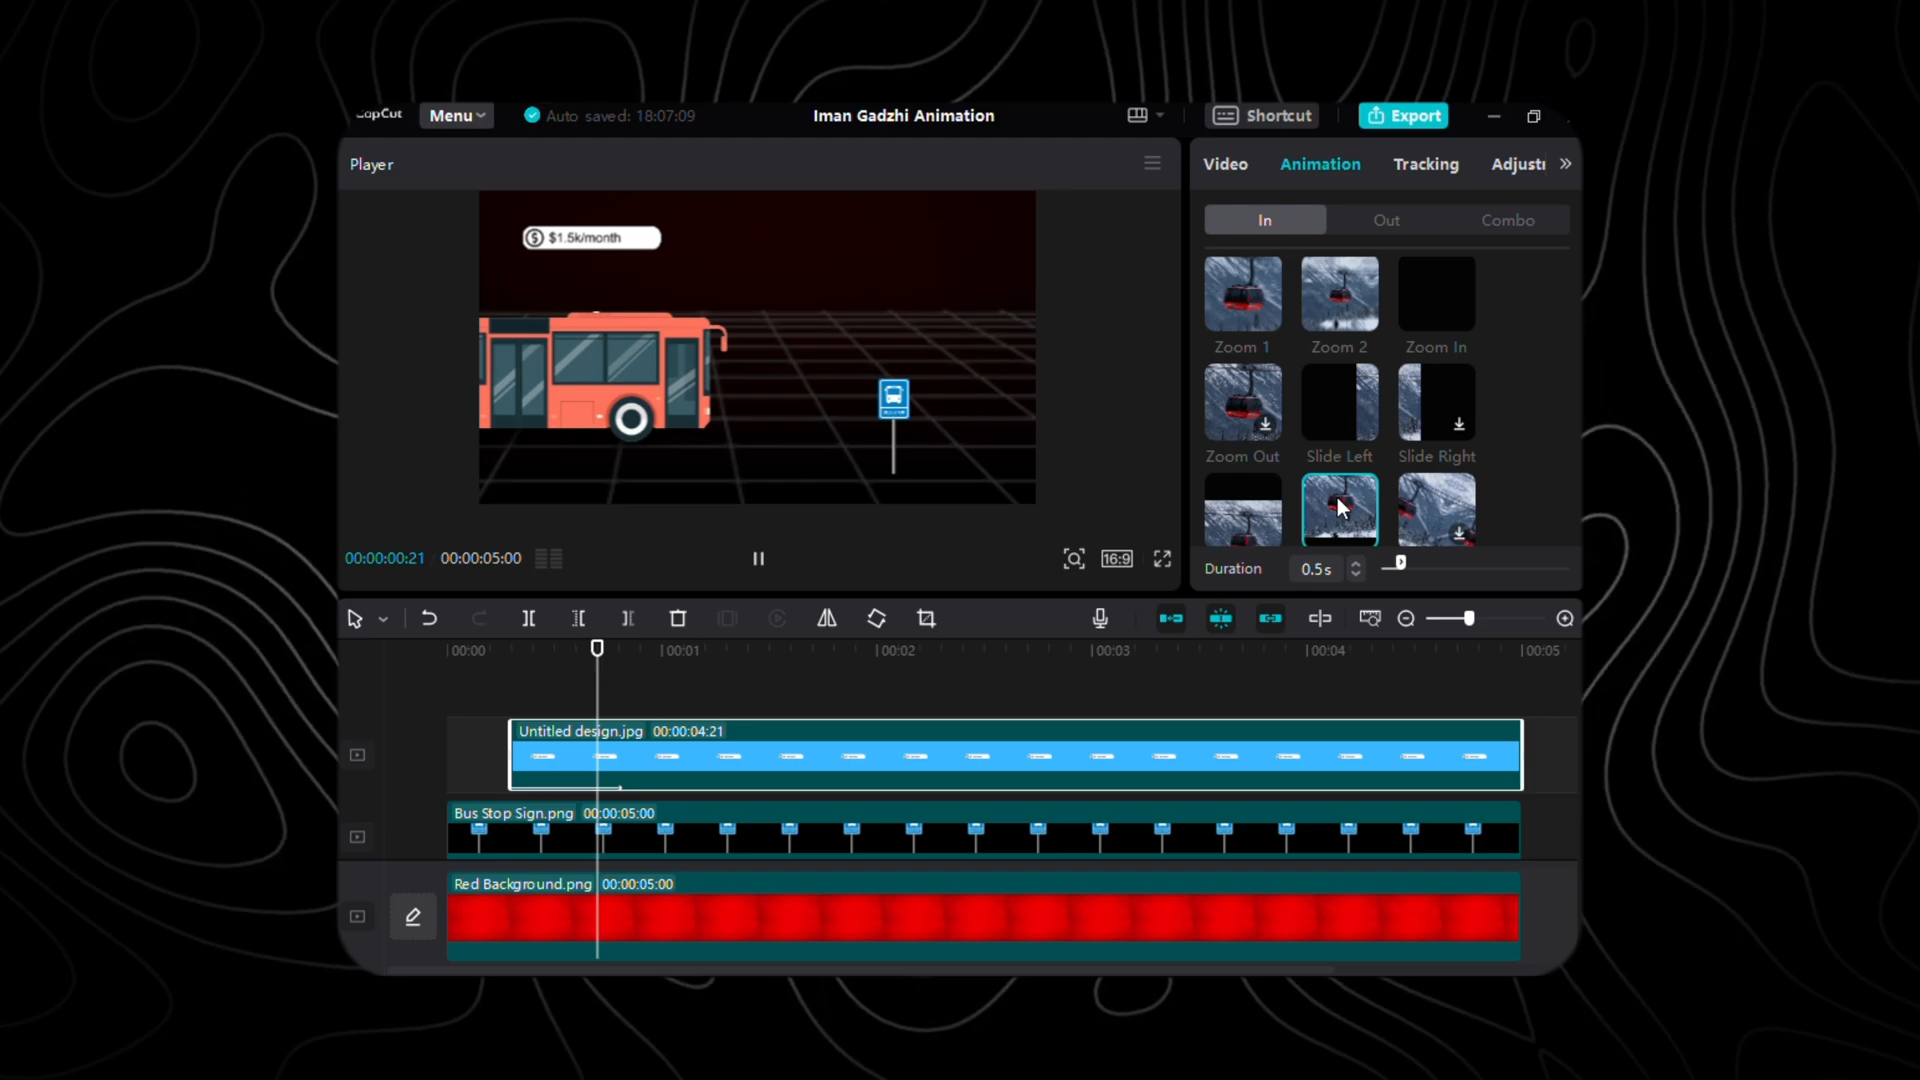 CapCut Menu Auto saved: 18:07:09 Iman Gadzhi Animation Shortcut Export
Player
Video Animation Tracking
In Out Combo
$1.5k/month
Zoom 1 Zoom 2 Zoom In
Zoom Out Slide Left Slide Right
00:00:00:21 00:00:05:00 16:9
Duration 0.5s
00:00 00:01 00:02 00:03 00:04 00:05
Untitled design.jpg 00:00:04:21
Bus Stop Sign.png 00:00:05:00
Red Background.png 00:00:05:00